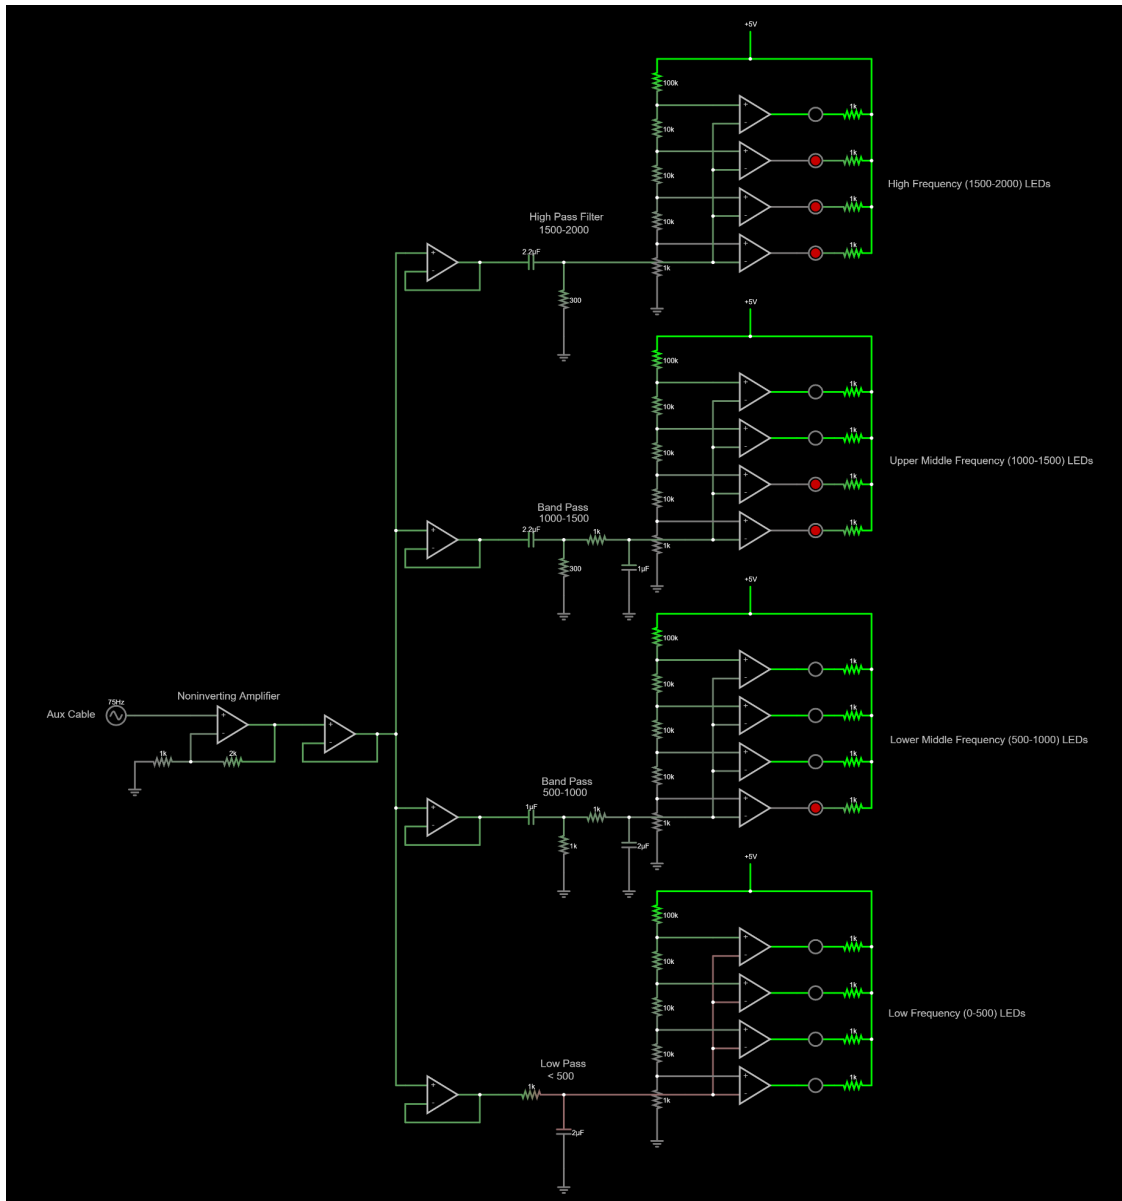 +5V
100k
+
-
1k
10k
+
-
1k
10k
High Frequency (1500-2000) LEDs
+
-
1k
10k
High Pass Filter
1500-2000
+
-
1k
+
-
2.2µF
1k
300
+5V
100k
+
-
1k
10k
+
-
1k
10k
Upper Middle Frequency (1000-1500) LEDs
+
-
1k
10k
Band Pass
1000-1500
+
-
1k
+
-
2.2µF
1k
1k
300
1µF
+5V
100k
+
-
1k
10k
Noninverting Amplifier
75Hz
Aux Cable
+
-
+
-
1k
2k
+
-
1k
10k
Lower Middle Frequency (500-1000) LEDs
+
-
1k
10k
Band Pass
500-1000
+
-
1k
+
-
1µF
1k
1k
1k
2µF
+5V
100k
+
-
1k
10k
+
-
1k
10k
Low Frequency (0-500) LEDs
+
-
1k
10k
Low Pass
< 500
+
-
1k
+
-
1k
1k
2µF